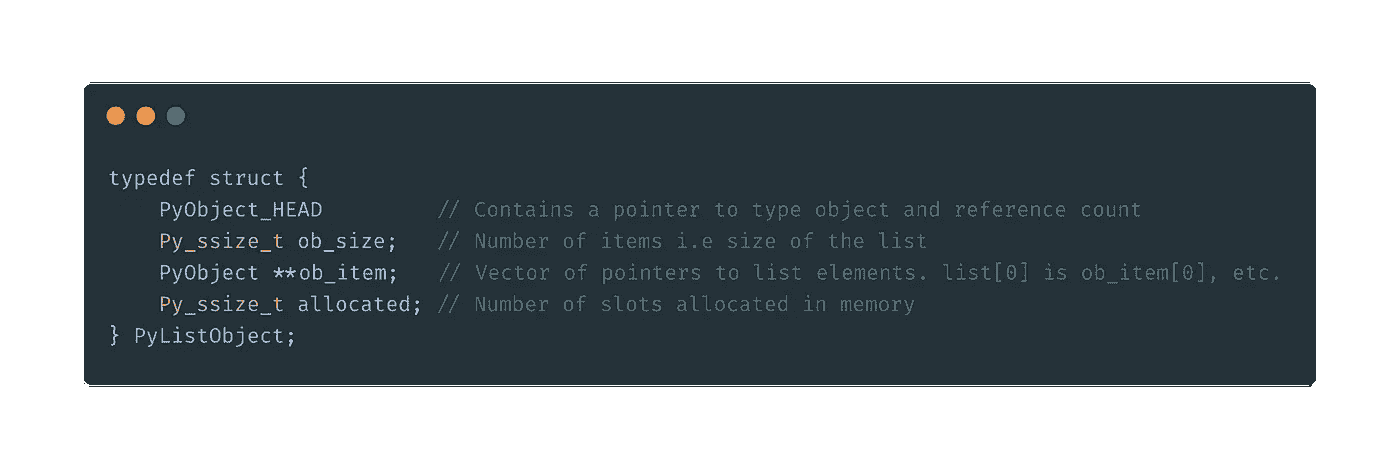 typedef struct {
    PyObject_HEAD         // Contains a pointer to type object and reference count
    Py_ssize_t ob_size;   // Number of items i.e size of the list
    PyObject **ob_item;   // Vector of pointers to list elements. list[0] is ob_item[0], etc.
    Py_ssize_t allocated; // Number of slots allocated in memory
} PyListObject;